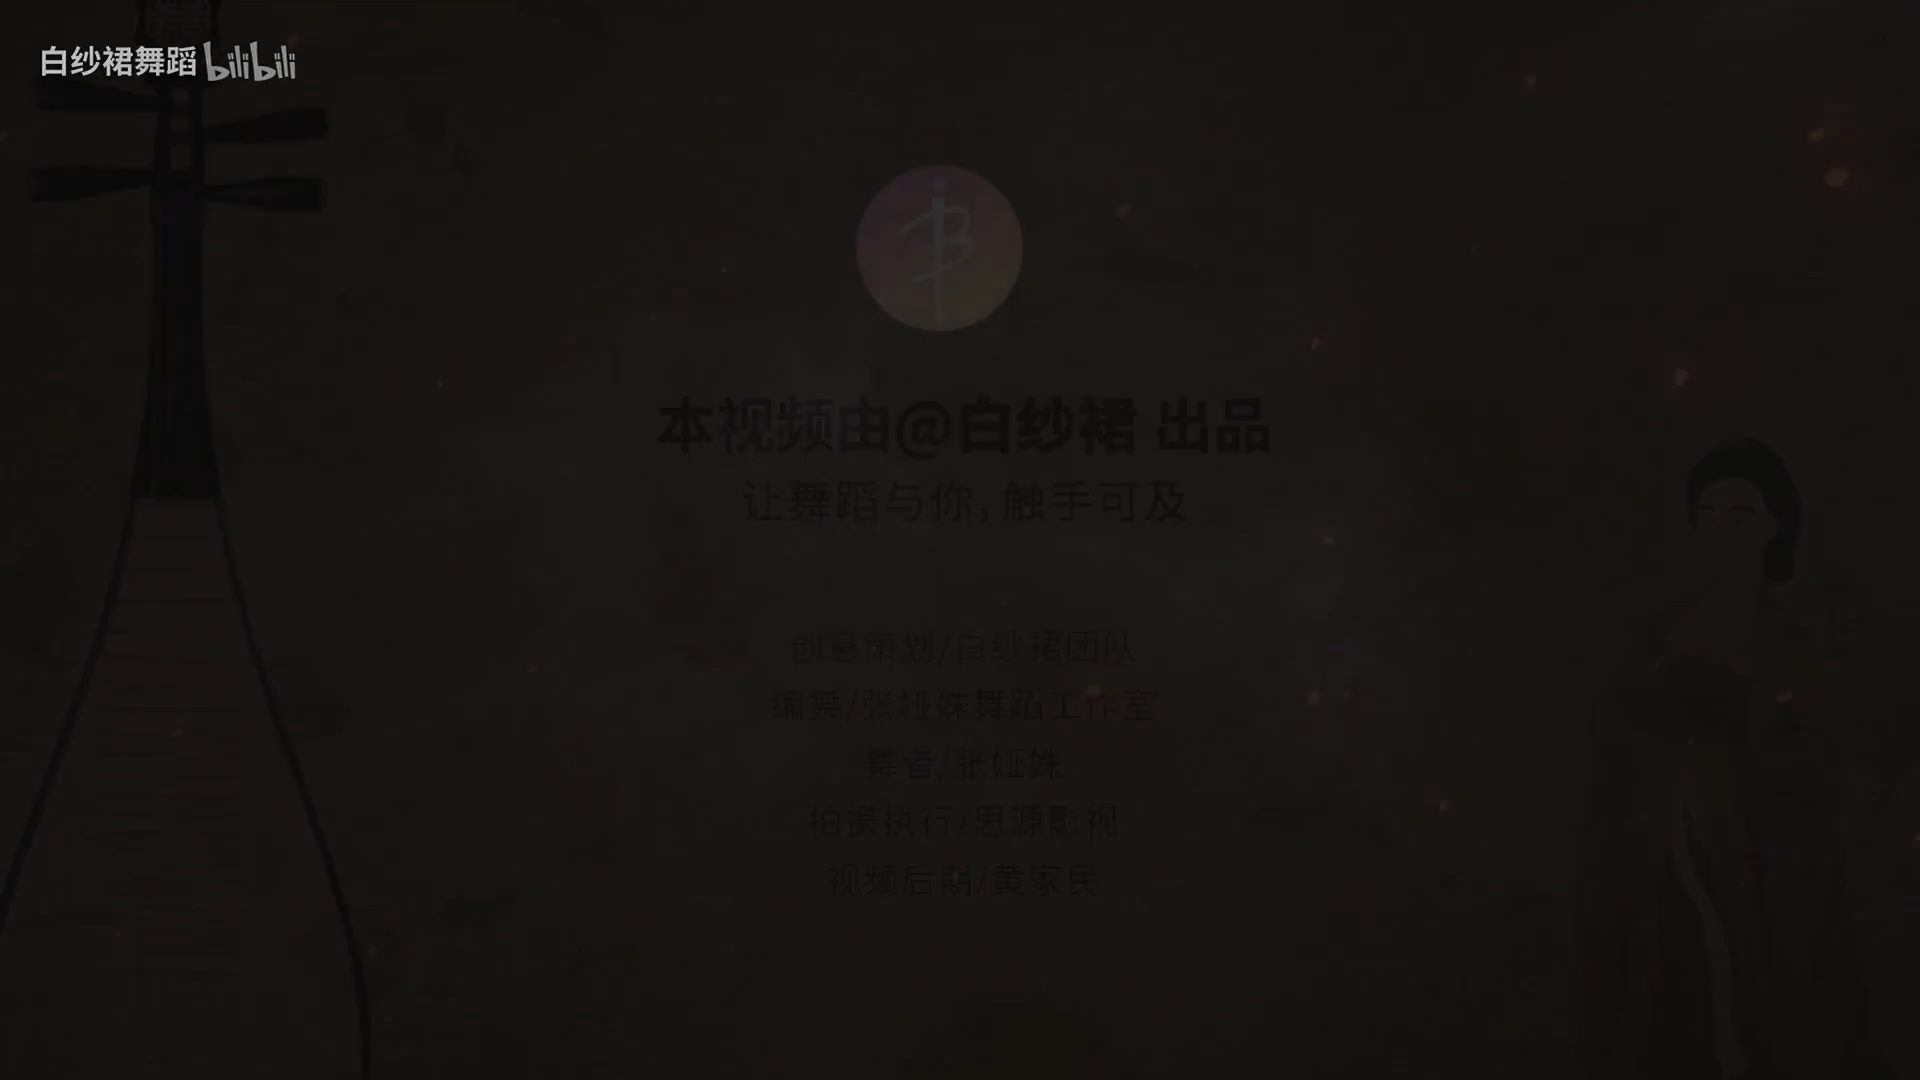 白纱裙舞蹈 bilibili
本视频由@白纱裙 出品
让舞蹈与你,触手可及
创意策划/白纱裙团队
编舞/张娅姝舞蹈工作室
舞者/张娅姝
拍摄执行/思源影视
视频后期/黄家民